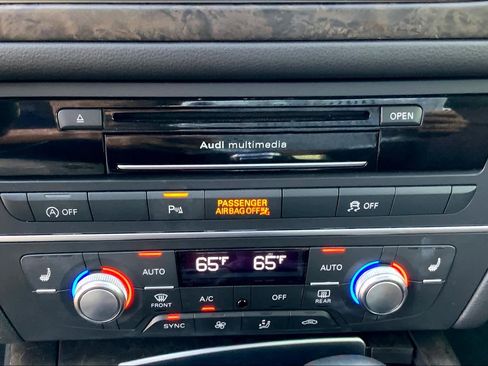 OPEN
Audi multimedia
A OFF
P
PASSENGER
AIRBAG OFF
OFF
65°F 65°F
AUTO
AUTO
FRONT
A/C
OFF
REAR
SYNC